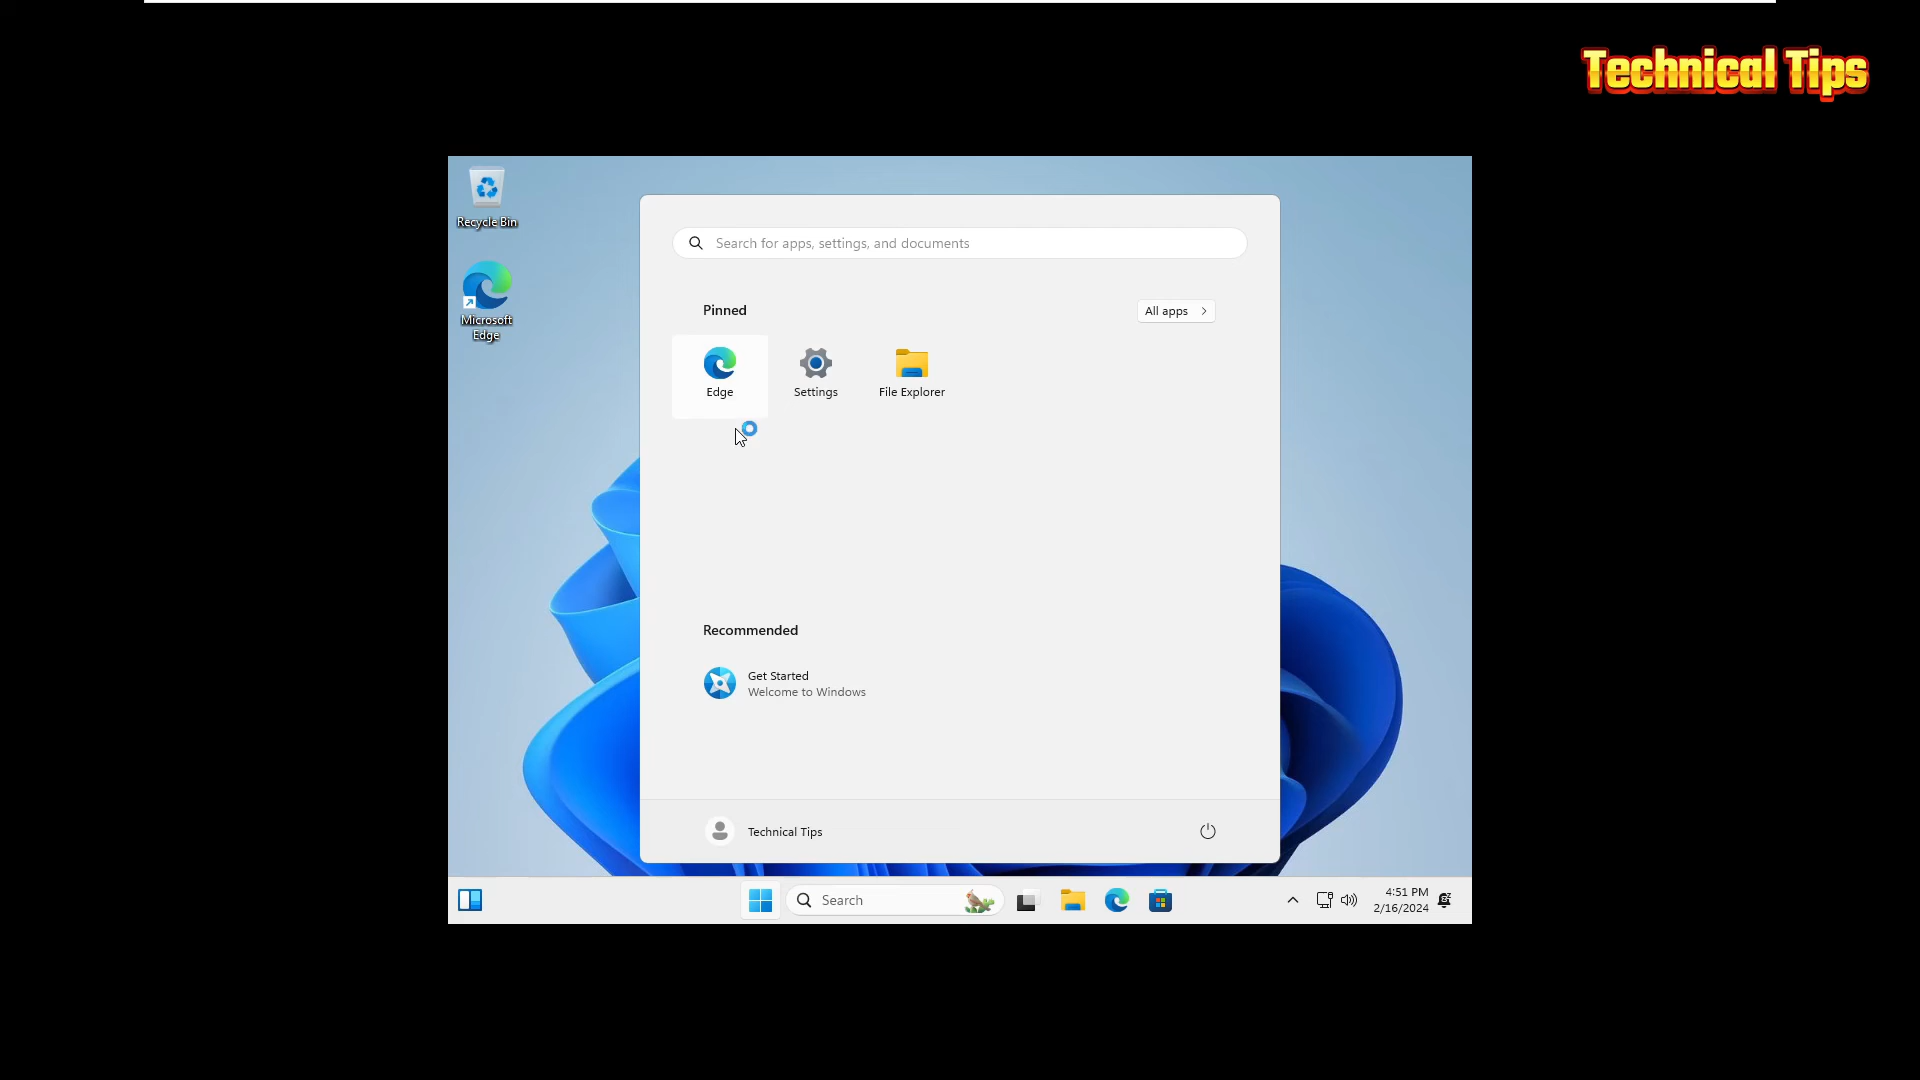 Technical Tips
Recycle Bin
Microsoft
Edge
Search for apps, settings, and documents
Pinned
All apps
Edge
Settings
File Explorer
Recommended
Get Started
Welcome to Windows
Technical Tips
Search
4:51 PM
2/16/2024